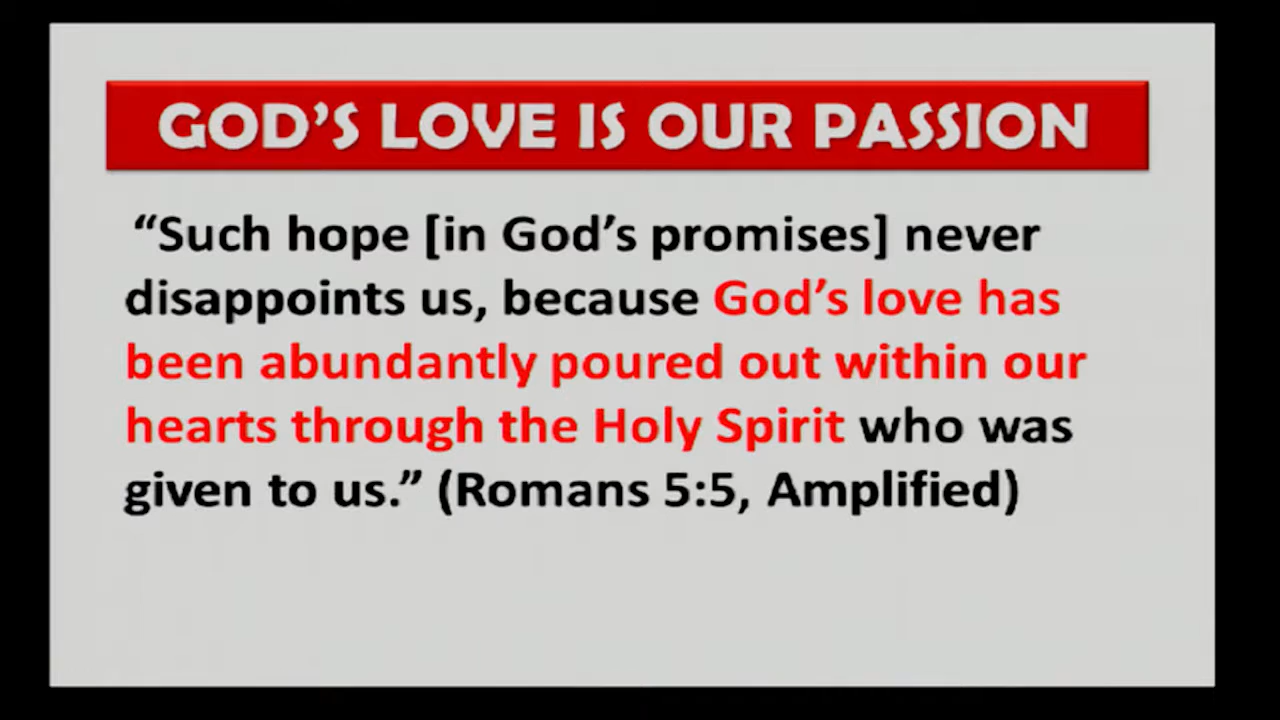 GOD’S LOVE IS OUR PASSION
“Such hope [in God’s promises] never
disappoints us, because God’s love has
been abundantly poured out within our
hearts through the Holy Spirit who was
given to us.” (Romans 5:5, Amplified)